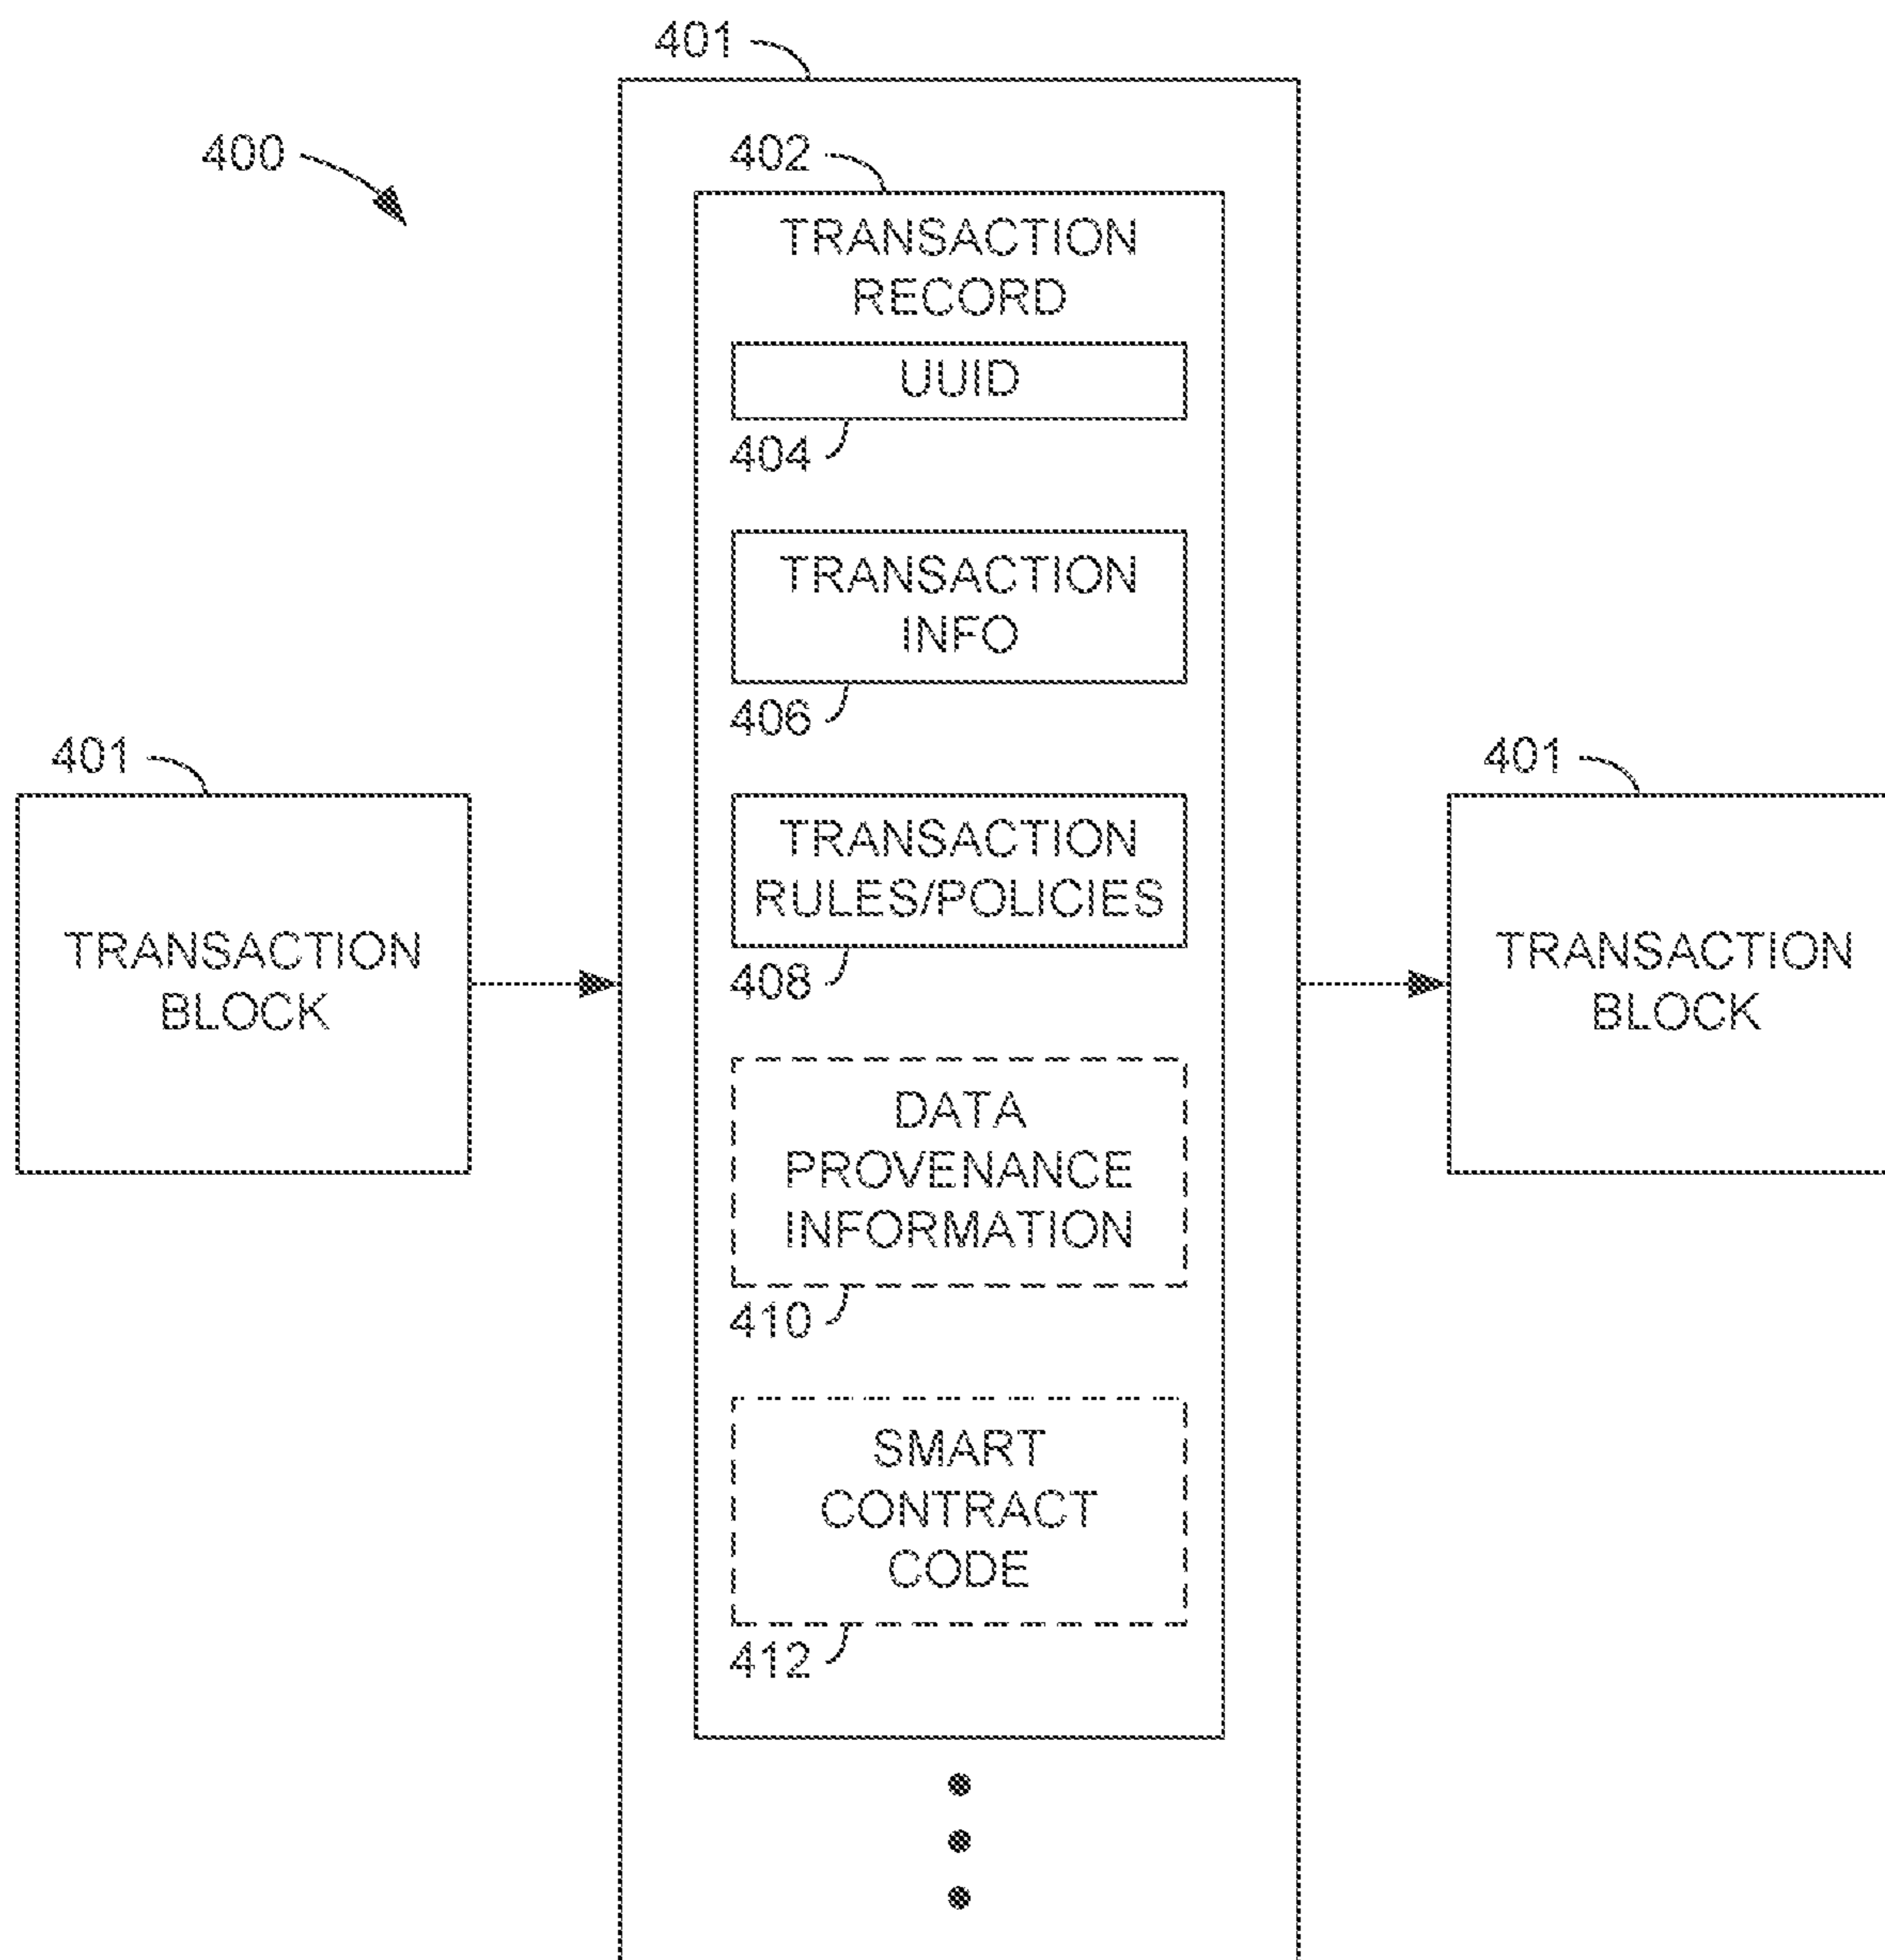 401
400
402
TRANSACTION
RECORD
UUID
404
TRANSACTION
INFO
406
401
TRANSACTION
BLOCK
TRANSACTION
RULES/POLICIES
408
401
TRANSACTION
BLOCK
DATA
PROVENANCE
INFORMATION
410
SMART
CONTRACT
CODE
412